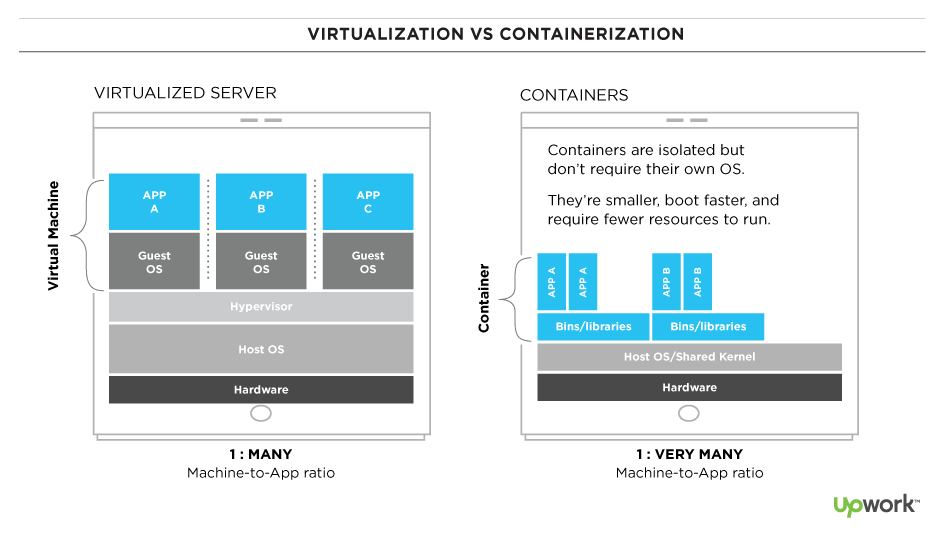 VIRTUALIZATION VS CONTAINERIZATION
VIRTUALIZED SERVER
Virtual Machine
APP
A
APP
B
APP
C
Guest
OS
Guest
OS
Guest
OS
Hypervisor
Host OS
Hardware
1 : MANY
Machine-to-App ratio
CONTAINERS
Containers are isolated but
don’t require their own OS.
They’re smaller, boot faster, and
require fewer resources to run.
Container
APP A
APP A
APP B
APP B
Bins/libraries
Bins/libraries
Host OS/Shared Kernel
Hardware
1 : VERY MANY
Machine-to-App ratio
Upwork™